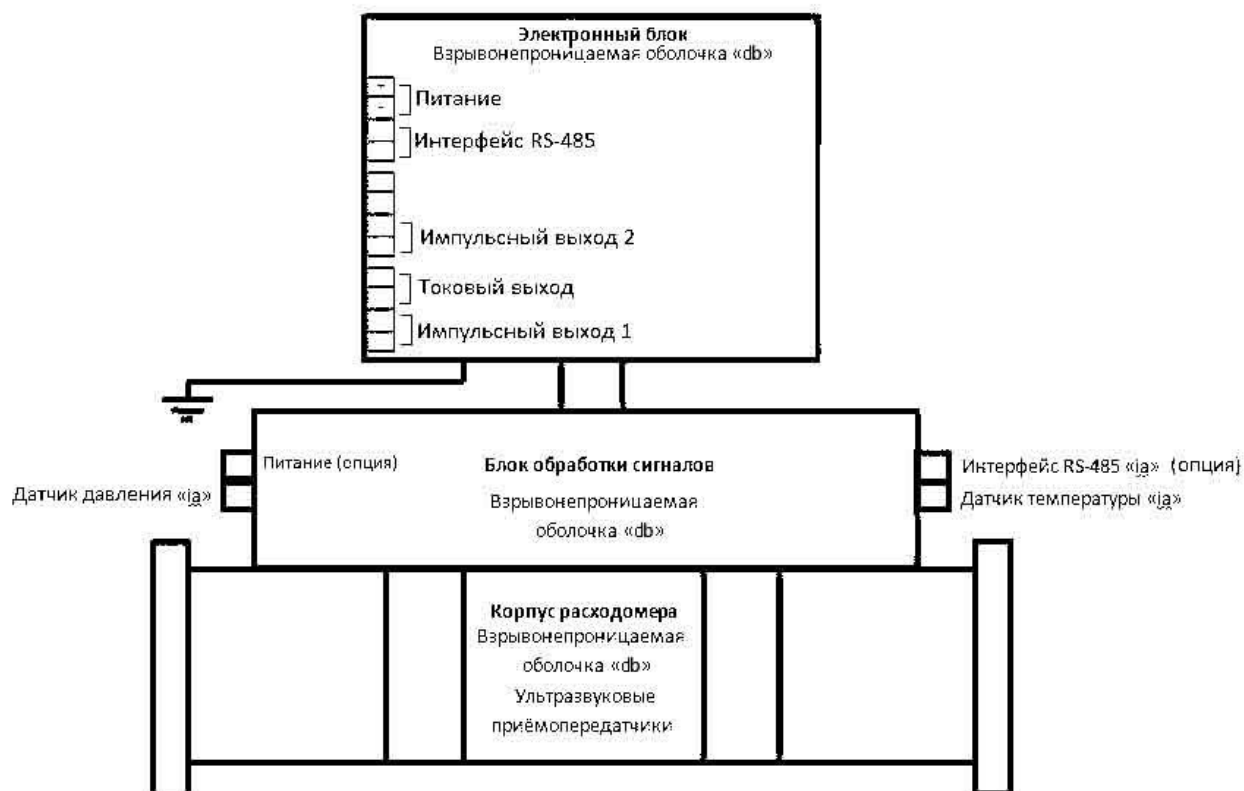 Электронный блок
Взрывонепроницаемая оболочка «db»
+
-
Питание
Интерфейс RS-485
Импульсный выход 2
Токовый выход
Импульсный выход 1
Питание (опция)
Датчик давления «ia»
Блок обработки сигналов
Взрывонепроницаемая
оболочка «db»
Интерфейс RS-485 «ia» (опция)
Датчик температуры «ia»
Корпус расходомера
Взрывонепроницаемая
оболочка «db»
Ультразвуковые
приёмопередатчики